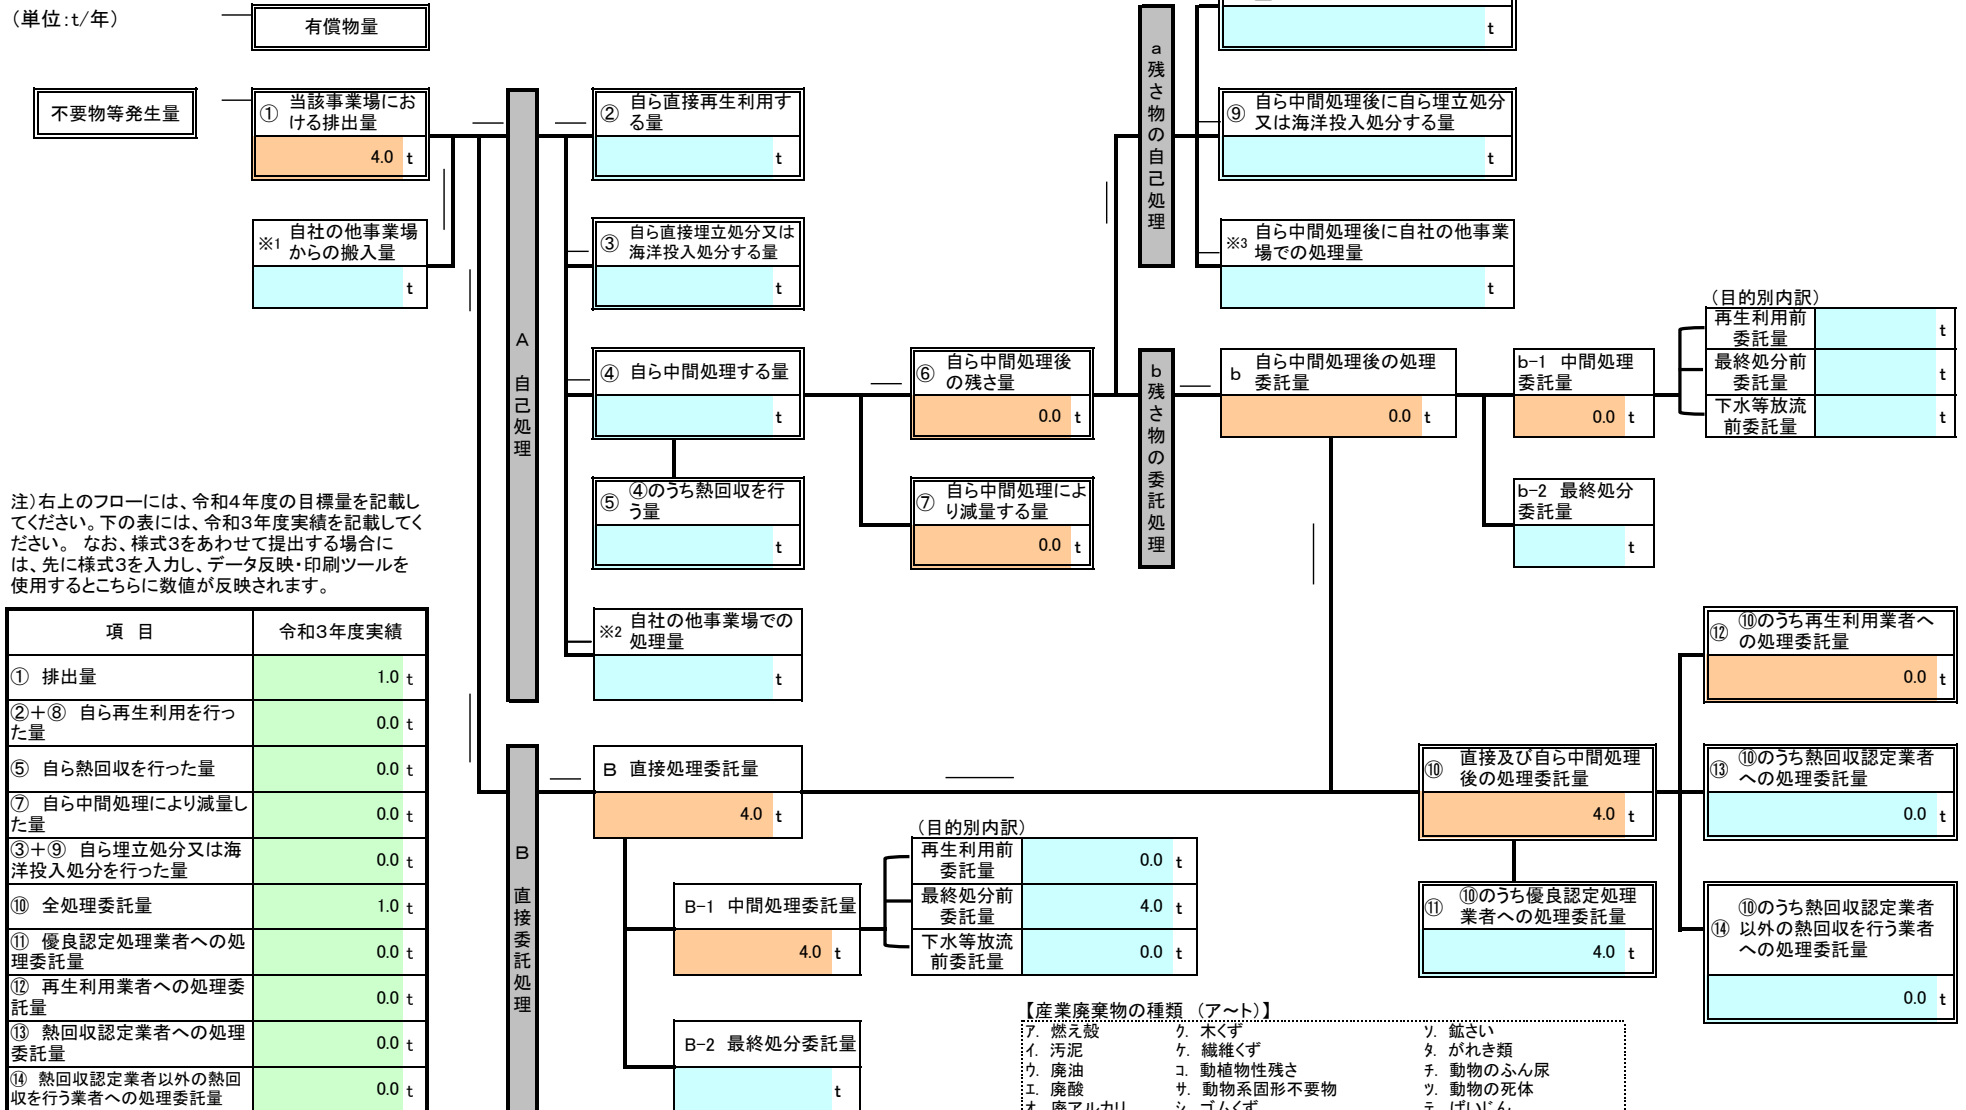 （単位：t/年）
有償物量
t
不要物等発生量
① 当該事業場にお
ける排出量
4.0 t
② 自ら直接再生利用す
る量
t
a 残さ物の自己処理
⑨ 自ら中間処理後に自ら埋立処分
又は海洋投入処分する量
t
※1 自社の他事業場
からの搬入量
t
③ 自ら直接埋立処分又は
海洋投入処分する量
t
※3 自ら中間処理後に自社の他事業
場での処理量
t
A 自己処理
④ 自ら中間処理する量
t
⑥ 自ら中間処理後
の残さ量
0.0 t
b 残さ物の委託処理
b 自ら中間処理後の処理
委託量
0.0 t
b-1 中間処理
委託量
0.0 t
（目的別内訳）
再生利用前
委託量 t
最終処分前
委託量 t
下水等放流
前委託量 t
⑤ ④のうち熱回収を行
う量
t
⑦ 自ら中間処理によ
り減量する量
0.0 t
b-2 最終処分
委託量
t
注）右上のフローには、令和４年度の目標量を記載し
てください。下の表には、令和３年度実績を記載してく
ださい。 なお、様式３をあわせて提出する場合に
は、先に様式３を入力し、データ反映・印刷ツールを
使用するとこちらに数値が反映されます。
※2 自社の他事業場での
処理量
t
項 目 令和３年度実績
① 排出量 1.0 t
②＋⑧ 自ら再生利用を行っ
た量 0.0 t
⑤ 自ら熱回収を行った量 0.0 t
⑦ 自ら中間処理により減量し
た量 0.0 t
③＋⑨ 自ら埋立処分又は海
洋投入処分を行った量 0.0 t
⑩ 全処理委託量 1.0 t
⑪ 優良認定処理業者への処
理委託量 0.0 t
⑫ 再生利用業者への処理委
託量 0.0 t
⑬ 熱回収認定業者への処理
委託量 0.0 t
⑭ 熱回収認定業者以外の熱回
収を行う業者への処理委託量 0.0 t
B 直接委託処理
B 直接処理委託量
4.0 t
B-1 中間処理委託量
4.0 t
（目的別内訳）
再生利用前
委託量 0.0 t
最終処分前
委託量 4.0 t
下水等放流
前委託量 0.0 t
B-2 最終処分委託量
t
⑩ 直接及び自ら中間処理
後の処理委託量
4.0 t
⑪ ⑩のうち優良認定処理
業者への処理委託量
4.0 t
⑫ ⑩のうち再生利用業者へ
の処理委託量
0.0 t
⑬ ⑩のうち熱回収認定業者
への処理委託量
0.0 t
⑭ ⑩のうち熱回収認定業者
以外の熱回収を行う業者
への処理委託量
0.0 t
【産業廃棄物の種類 （ア～ト）】
ア. 燃え殻 ク. 木くず ソ. 鉱さい
イ. 汚泥 ケ. 繊維くず タ. がれき類
ウ. 廃油 コ. 動植物性残さ チ. 動物のふん尿
エ. 廃酸 サ. 動物系固形不要物 ツ. 動物の死体
オ. 廃アルカリ シ. ゴムくず テ. ばいじん